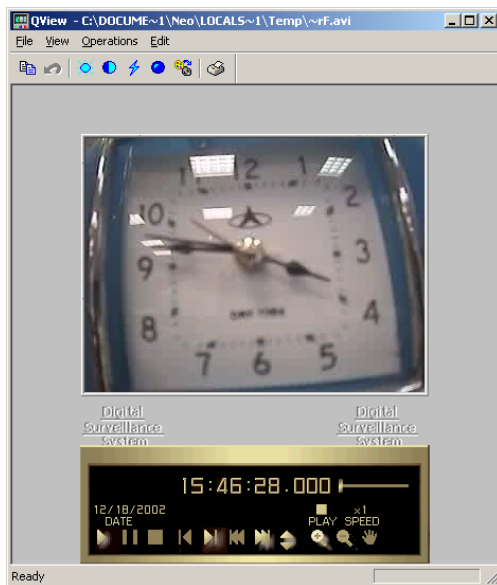 QView - C:\DOCUME~1\Neo\LOCALS~1\Temp\~rF.avi
File View Operations Edit
11 12 1
10 2
9 3
8 4
7 6 5
Digital Surveillance System
Digital Surveillance System
15:46:28.000
12/18/2002
DATE
PLAY
x1
SPEED
Ready